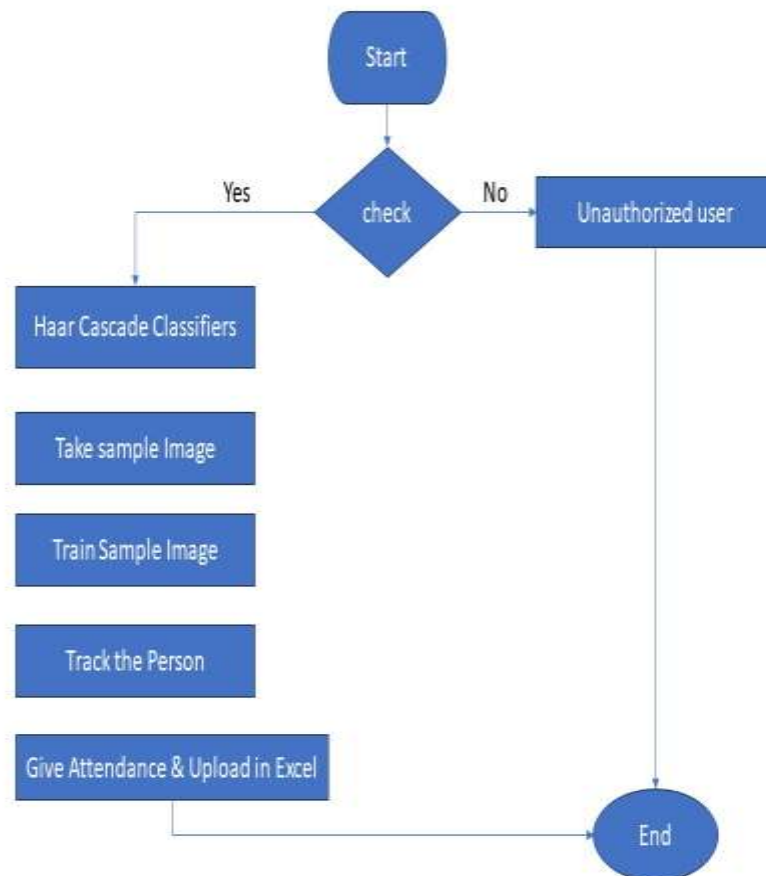 Start
check
Yes
No
Unauthorized user
Haar Cascade Classifiers
Take sample Image
Train Sample Image
Track the Person
Give Attendance & Upload in Excel
End